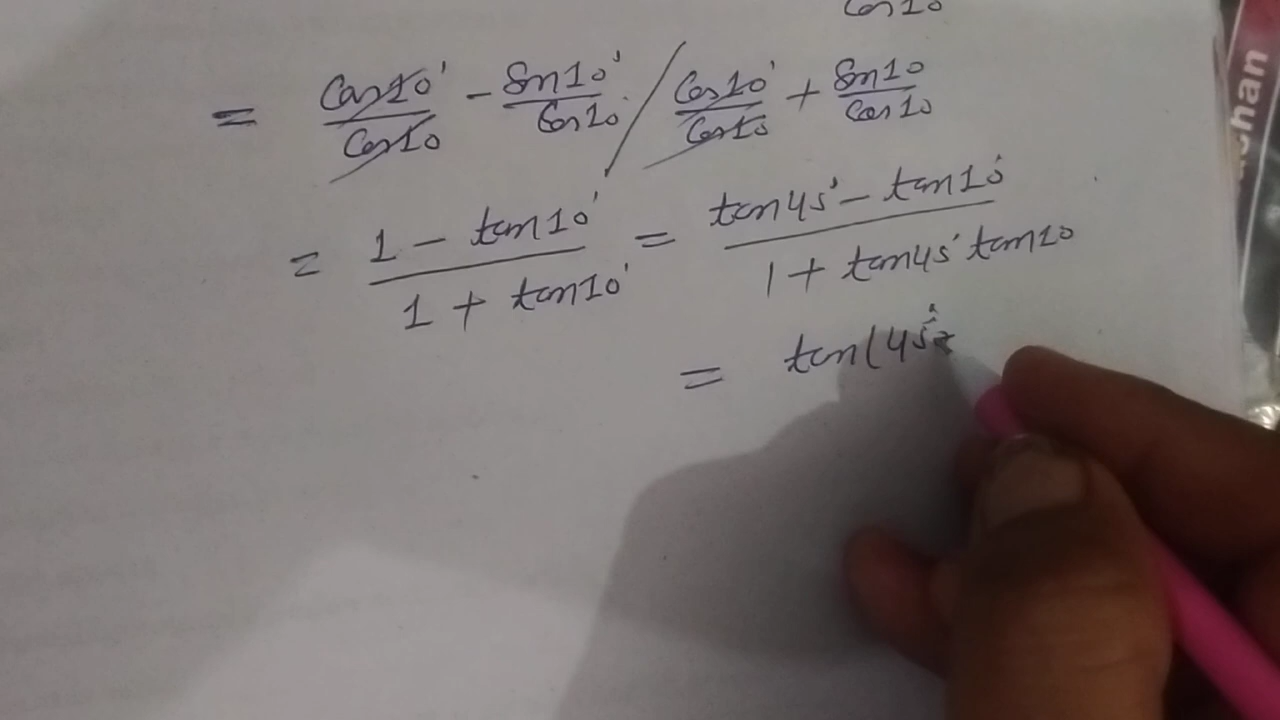 cos10
= cos10°/cos10 - sin10°/cos10 / cos10°/cos10 + sin10/cos10
= 1 - tan10°/1 + tan10° = tan45° - tan10°/1 + tan45° tan10
= tan(45°